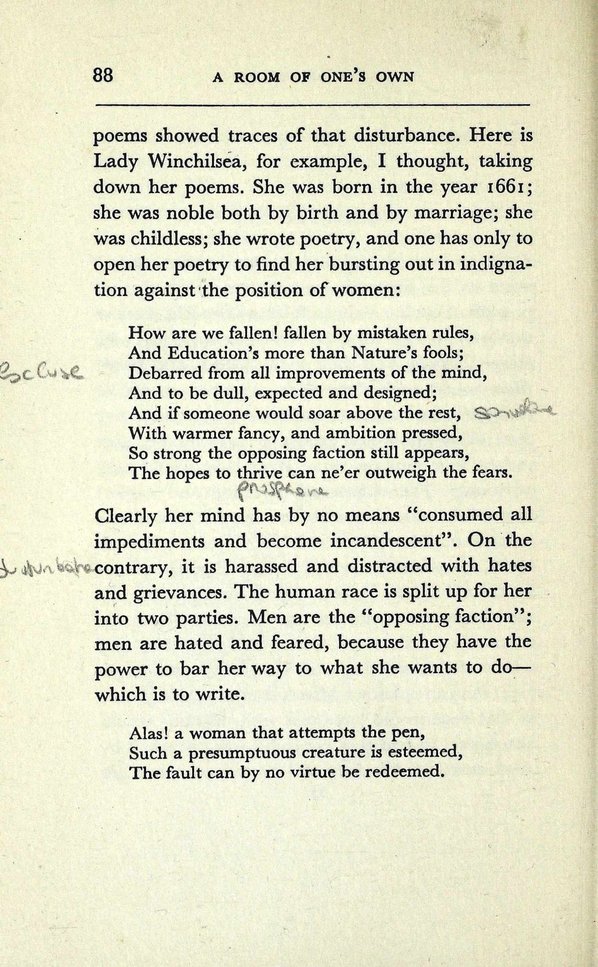 88 A ROOM OF ONE'S OWN
poems showed traces of that disturbance. Here is
Lady Winchilsea, for example, I thought, taking
down her poems. She was born in the year 1661;
she was noble both by birth and by marriage; she
was childless; she wrote poetry, and one has only to
open her poetry to find her bursting out in indigna-
tion against the position of women:
How are we fallen! fallen by mistaken rules,
And Education's more than Nature's fools;
Debarred from all improvements of the mind,
And to be dull, expected and designed;
And if someone would soar above the rest,
With warmer fancy, and ambition pressed,
So strong the opposing faction still appears,
The hopes to thrive can ne'er outweigh the fears.
Clearly her mind has by no means “consumed all
impediments and become incandescent”. On the
contrary, it is harassed and distracted with hates
and grievances. The human race is split up for her
into two parties. Men are the “opposing faction”;
men are hated and feared, because they have the
power to bar her way to what she wants to do—
which is to write.
Alas! a woman that attempts the pen,
Such a presumptuous creature is esteemed,
The fault can by no virtue be redeemed.